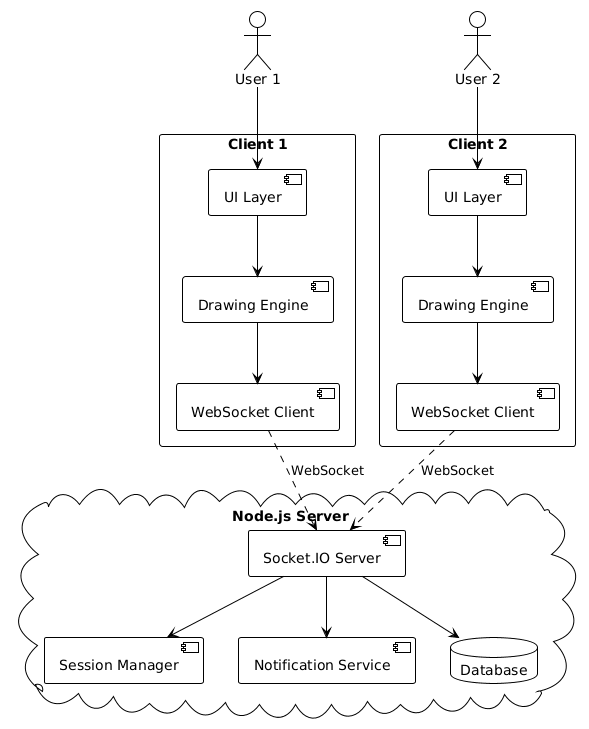 User 1
User 2
Client 1
Client 2
UI Layer
UI Layer
Drawing Engine
Drawing Engine
WebSocket Client
WebSocket Client
WebSocket
WebSocket
Node.js Server
Socket.IO Server
Session Manager
Notification Service
Database